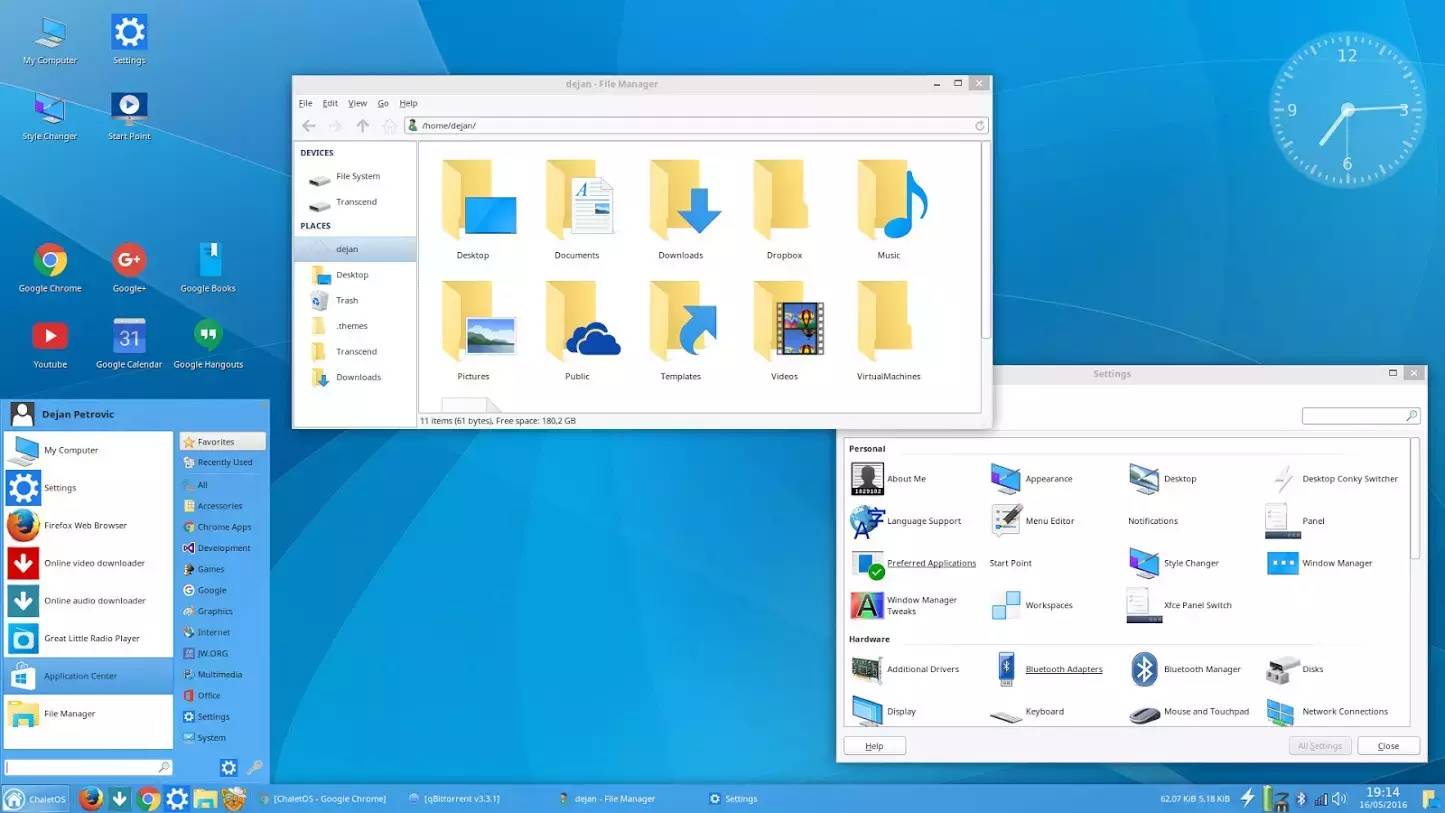 My Computer
Settings
Style Changer
Start Point
Google Chrome
Google+
Google Books
Youtube
Google Calendar
31
Google Hangouts
12
3
6
9
dejan - File Manager
File Edit View Go Help
/home/dejan/
DEVICES
File System
Transcend
PLACES
dejan
Desktop
Trash
.themes
Transcend
Downloads
Desktop
Documents
Downloads
Dropbox
Music
Pictures
Public
Templates
Videos
VirtualMachines
11 items (61 bytes), Free space: 180,2 GB
Settings
Personal
About Me
Appearance
Desktop
Desktop Conky Switcher
Language Support
Menu Editor
Notifications
Panel
Preferred Applications
Start Point
Style Changer
Window Manager
Window Manager
Tweaks
Workspaces
Xfce Panel Switch
Hardware
Additional Drivers
Bluetooth Adapters
Bluetooth Manager
Disks
Display
Keyboard
Mouse and Touchpad
Network Connections
Help
All Settings
Close
Dejan Petrovic
My Computer
Settings
Firefox Web Browser
Online video downloader
Online audio downloader
Great Little Radio Player
Application Center
File Manager
Favorites
Recently Used
All
Accessories
Chrome Apps
Development
Games
Google
Graphics
Internet
JW.ORG
Multimedia
Office
Settings
System
ChaletOS
[ChaletOS - Google Chrome]
[qBittorrent v3.3.1]
dejan - File Manager
Settings
62,07 KiB 5,18 KiB
19:14
16/05/2016